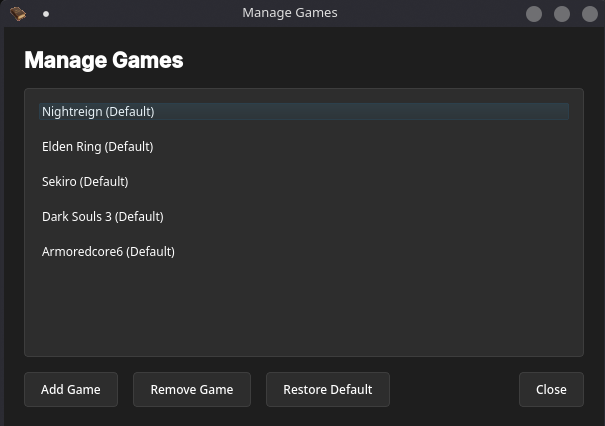 Manage Games
Manage Games
Nightreign (Default)
Elden Ring (Default)
Sekiro (Default)
Dark Souls 3 (Default)
Armoredcore6 (Default)
Add Game
Remove Game
Restore Default
Close